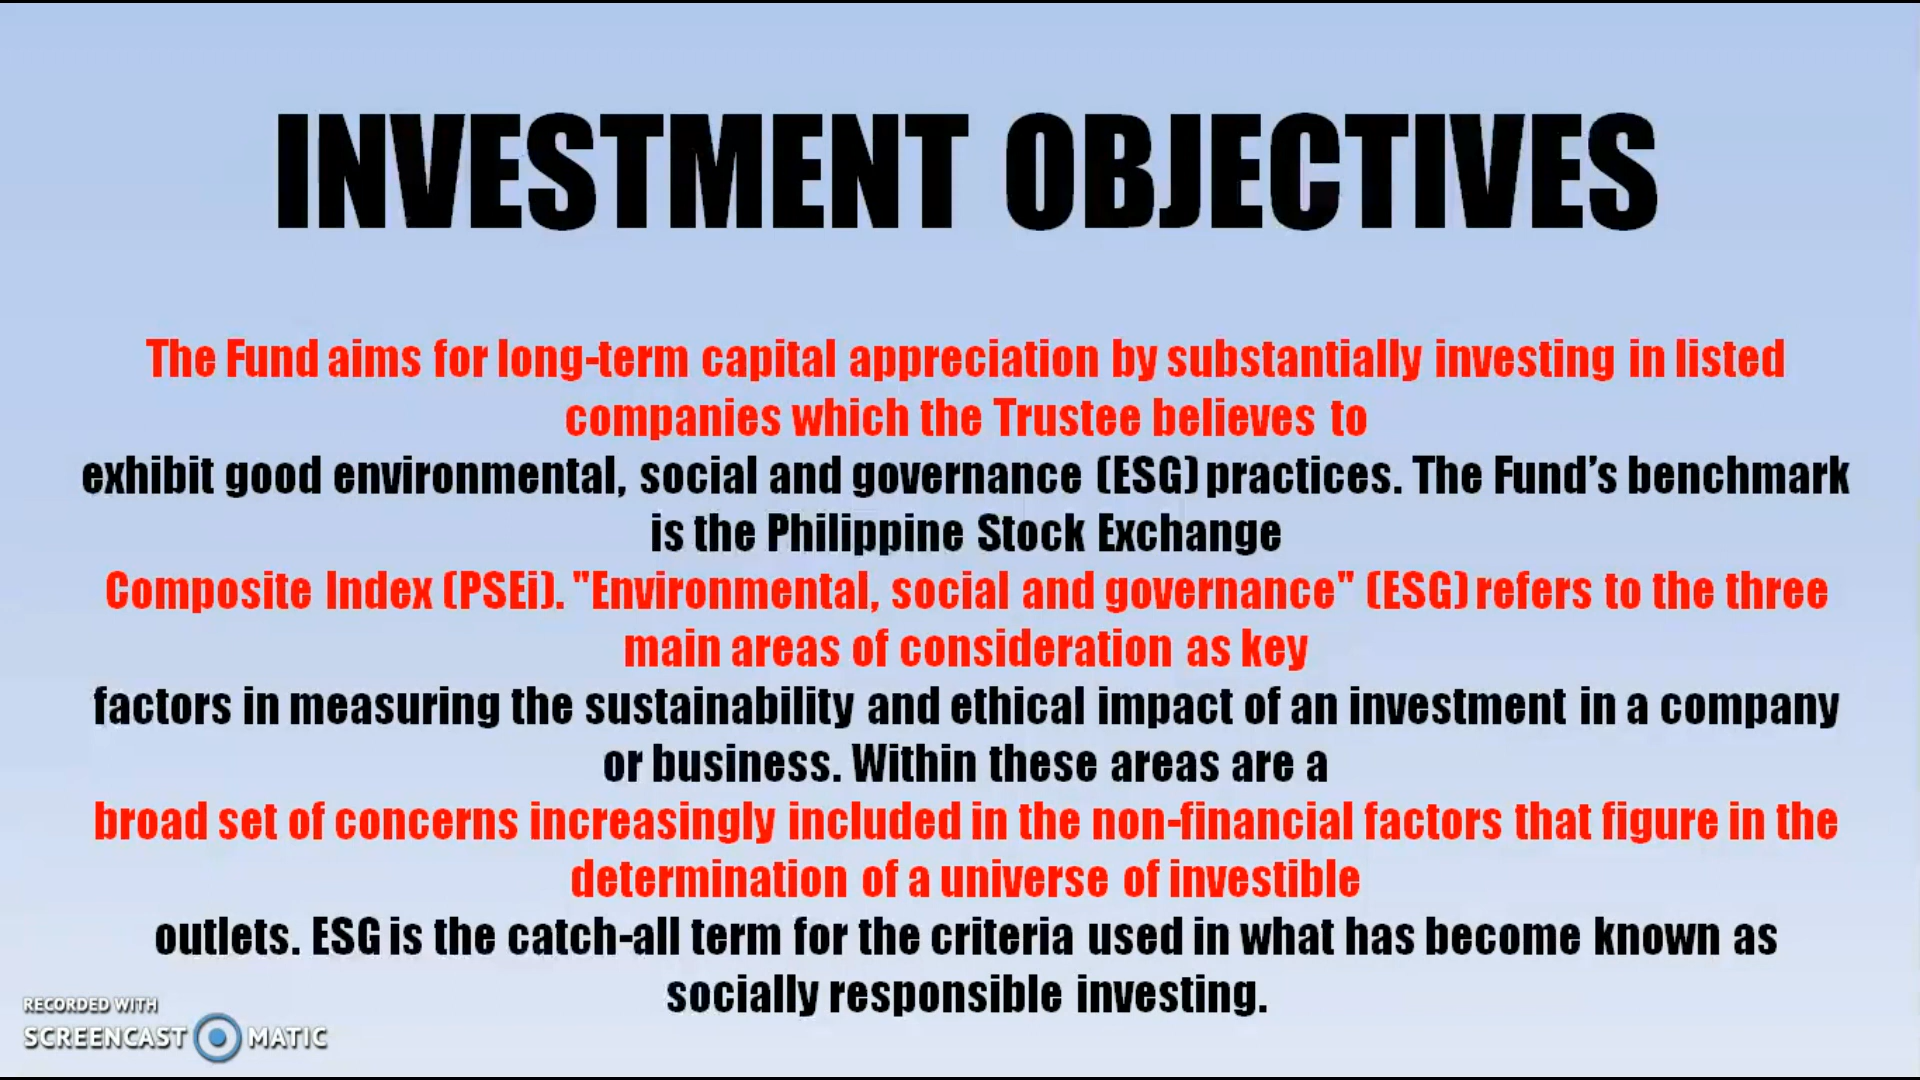 INVESTMENT OBJECTIVES
The Fund aims for long-term capital appreciation by substantially investing in listed
companies which the Trustee believes to
exhibit good environmental, social and governance (ESG) practices. The Fund’s benchmark
is the Philippine Stock Exchange
Composite Index (PSEi). "Environmental, social and governance" (ESG) refers to the three
main areas of consideration as key
factors in measuring the sustainability and ethical impact of an investment in a company
or business. Within these areas are a
broad set of concerns increasingly included in the non-financial factors that figure in the
determination of a universe of investible
outlets. ESG is the catch-all term for the criteria used in what has become known as
socially responsible investing.
RECORDED WITH
SCREENCAST MATIC